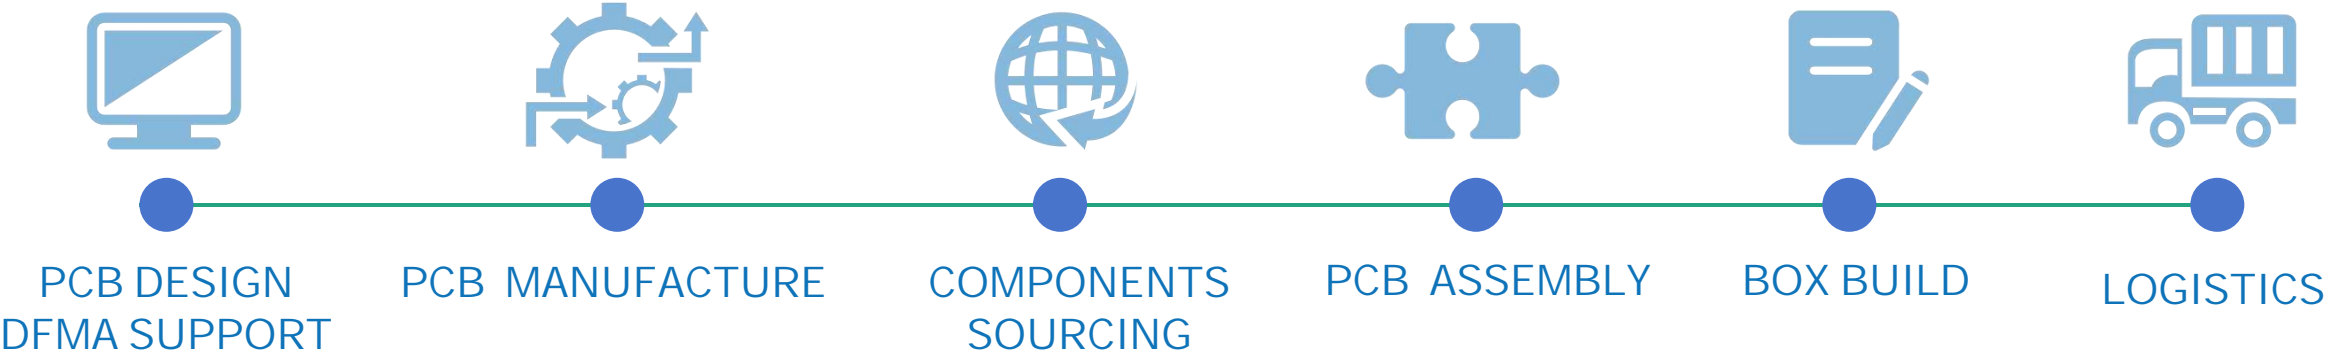 PCB DESIGN
DFMA SUPPORT
PCB MANUFACTURE
COMPONENTS
SOURCING
PCB ASSEMBLY
BOX BUILD
LOGISTICS